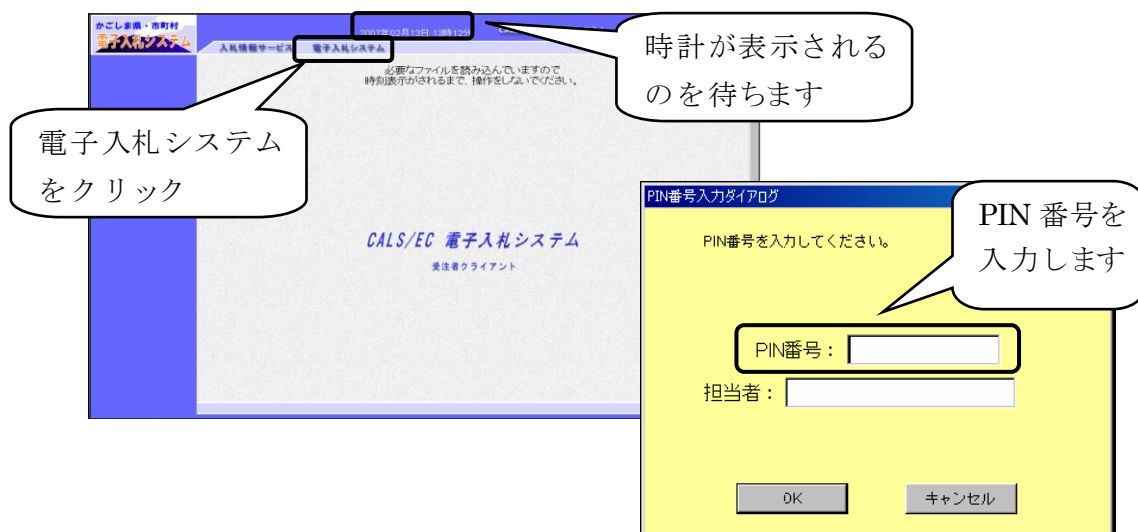 かごしま県・市町村
電子入札システム
2007年02月13日 13時12分
入札情報サービス 電子入札システム
必要なファイルを読み込んでいますので
時刻表示がされるまで、操作をしないでください。
時計が表示される
のを待ちます
電子入札システム
をクリック
CALS/EC 電子入札システム
受注者クライアント
PIN番号入力ダイアログ
PIN番号を入力してください。
PIN 番号を
入力します
PIN番号：
担当者：
OK キャンセル